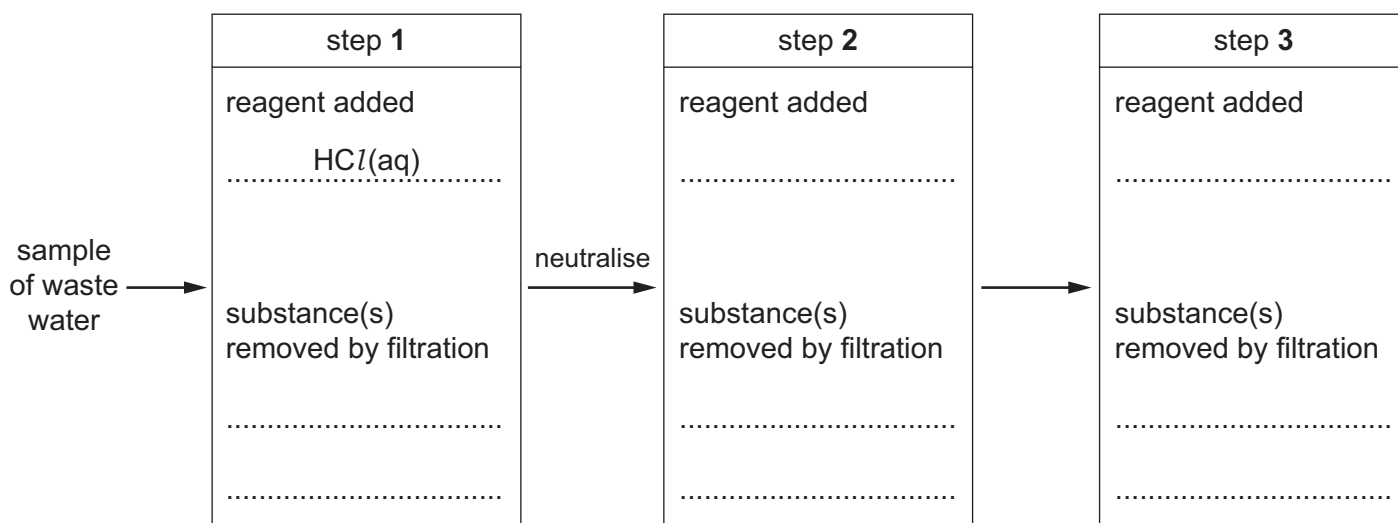 step 1
reagent added
HCl(aq)
................................
substance(s)
removed by filtration
................................
................................
step 2
reagent added
................................
substance(s)
removed by filtration
................................
................................
step 3
reagent added
................................
substance(s)
removed by filtration
................................
................................
sample
of waste
water
neutralise